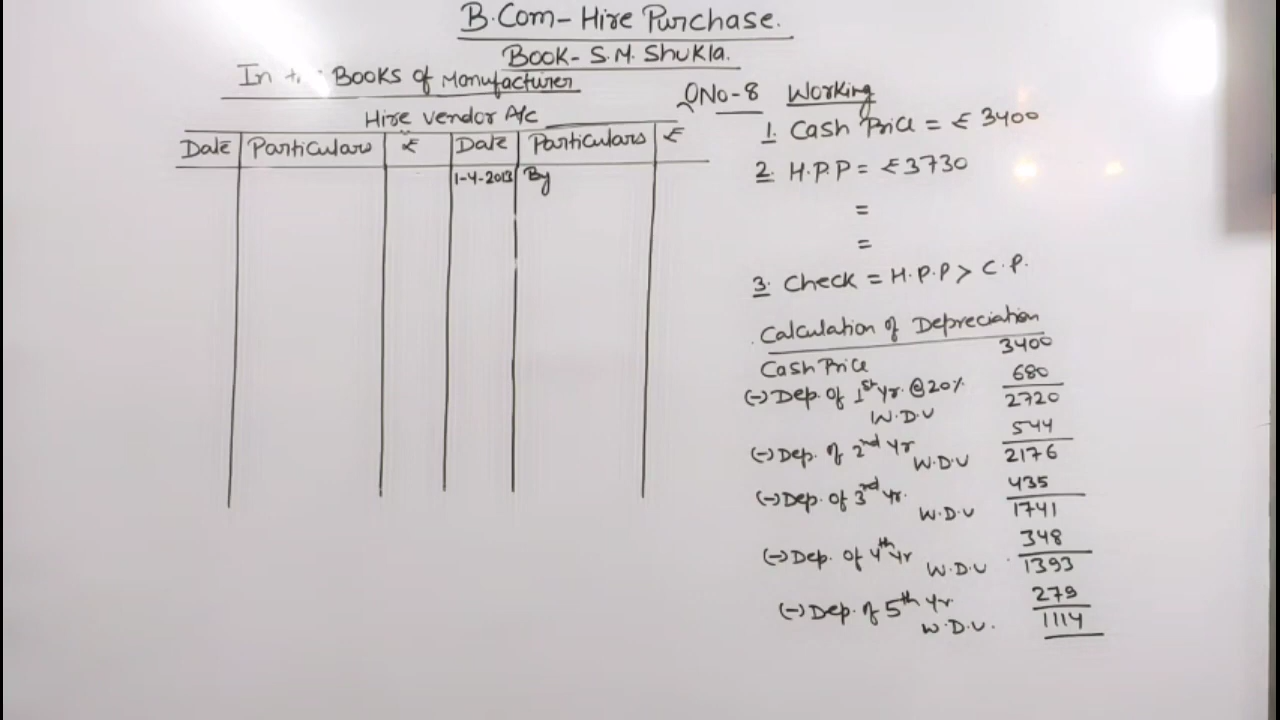 B.Com - Hire Purchase.
Book - S.M. Shukla.
In Books of Manufacturer
Hire Vendor A/c
Date Particulars ₹ Date Particulars ₹
1-4-2013 By
QNo-8 Working
1. Cash Price = ₹ 3400
2. H.P.P = ₹ 3730
=
=
3. Check = H.P.P > C.P.
Calculation of Depreciation
Cash Price 3400
(-) Dep. of 1st Yr. @20% 680
W.D.V 2720
(-) Dep. of 2nd Yr 544
W.D.V 2176
(-) Dep. of 3rd Yr. 435
W.D.V 1741
(-) Dep. of 4th Yr 348
W.D.V 1393
(-) Dep. of 5th Yr. 279
W.D.V. 1114